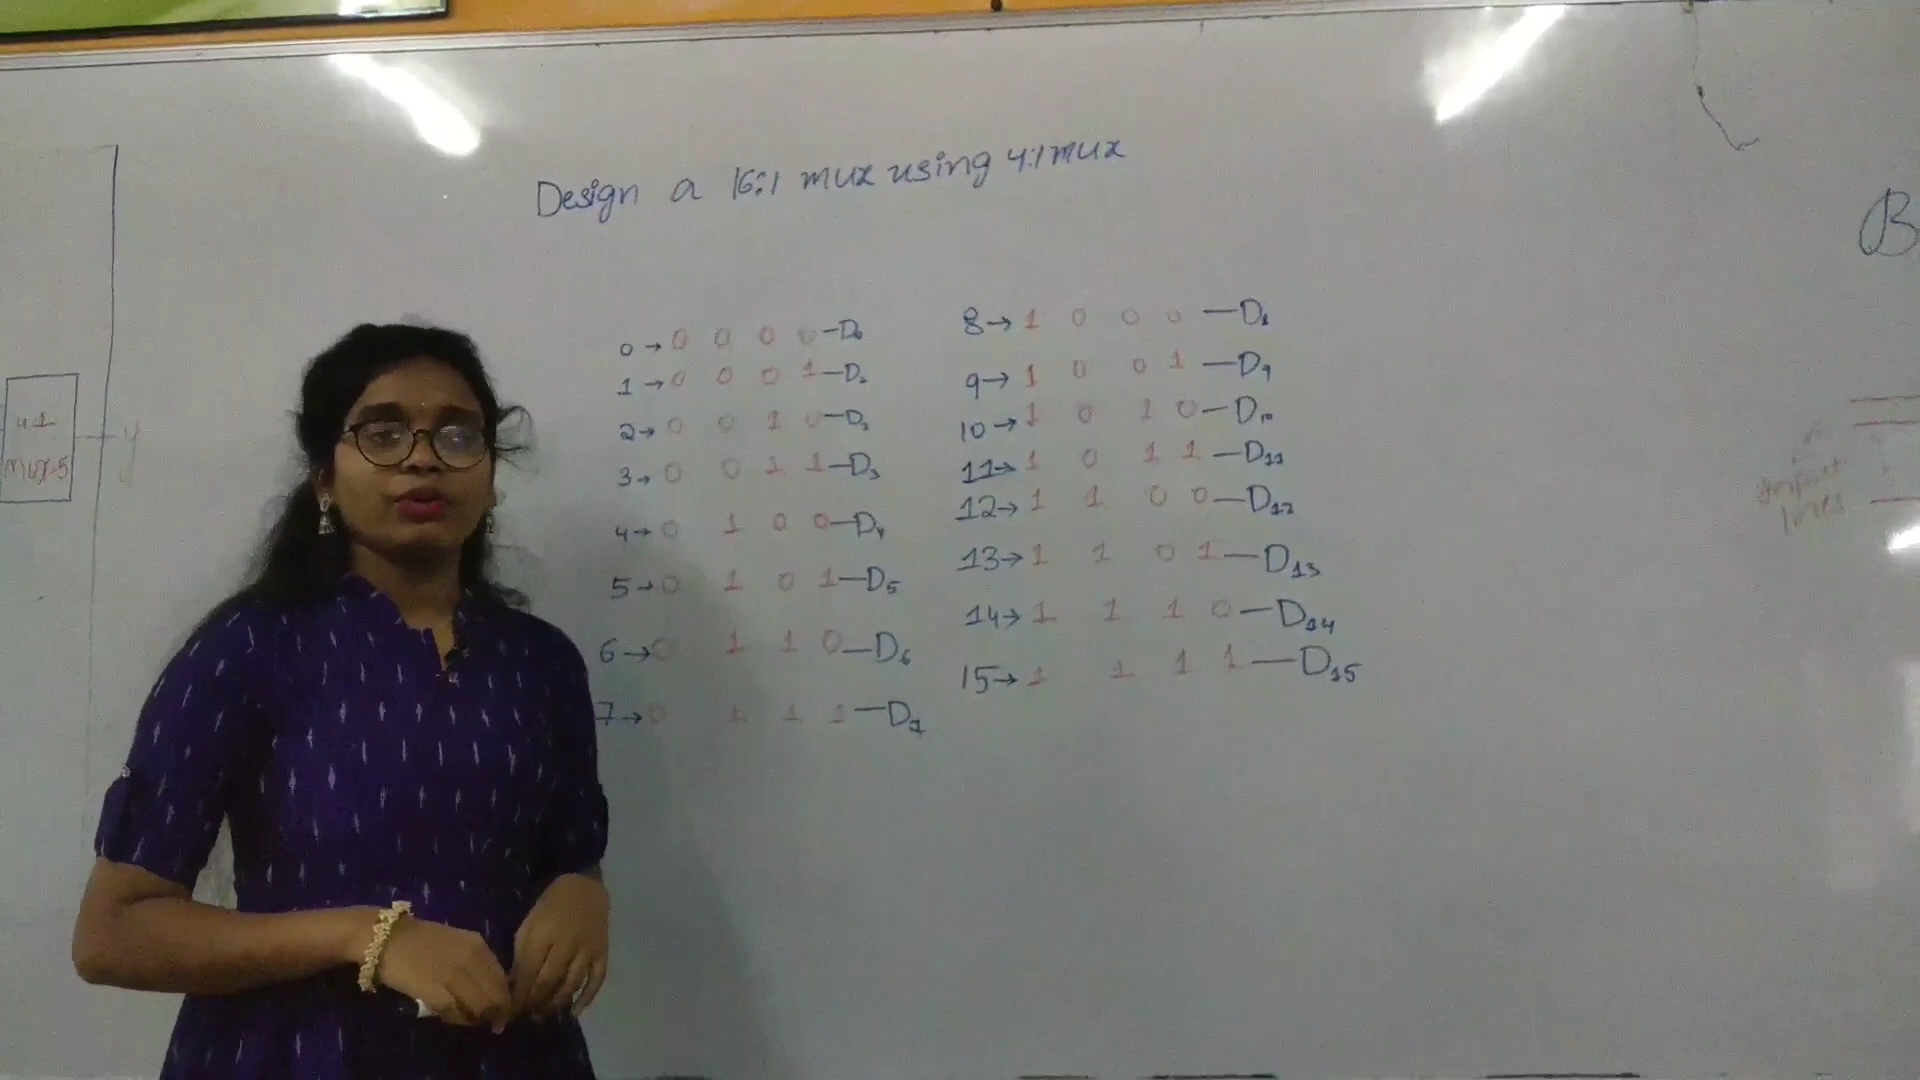 Design a 16:1 mux using 4:1 mux
0 → 0 0 0 0 — D0
1 → 0 0 0 1 — D1
2 → 0 0 1 0 — D2
3 → 0 0 1 1 — D3
4 → 0 1 0 0 — D4
5 → 0 1 0 1 — D5
6 → 0 1 1 0 — D6
7 → 0 1 1 1 — D7
8 → 1 0 0 0 — D8
9 → 1 0 0 1 — D9
10 → 1 0 1 0 — D10
11 → 1 0 1 1 — D11
12 → 1 1 0 0 — D12
13 → 1 1 0 1 — D13
14 → 1 1 1 0 — D14
15 → 1 1 1 1 — D15
4:1
mux-5
y
B
lines